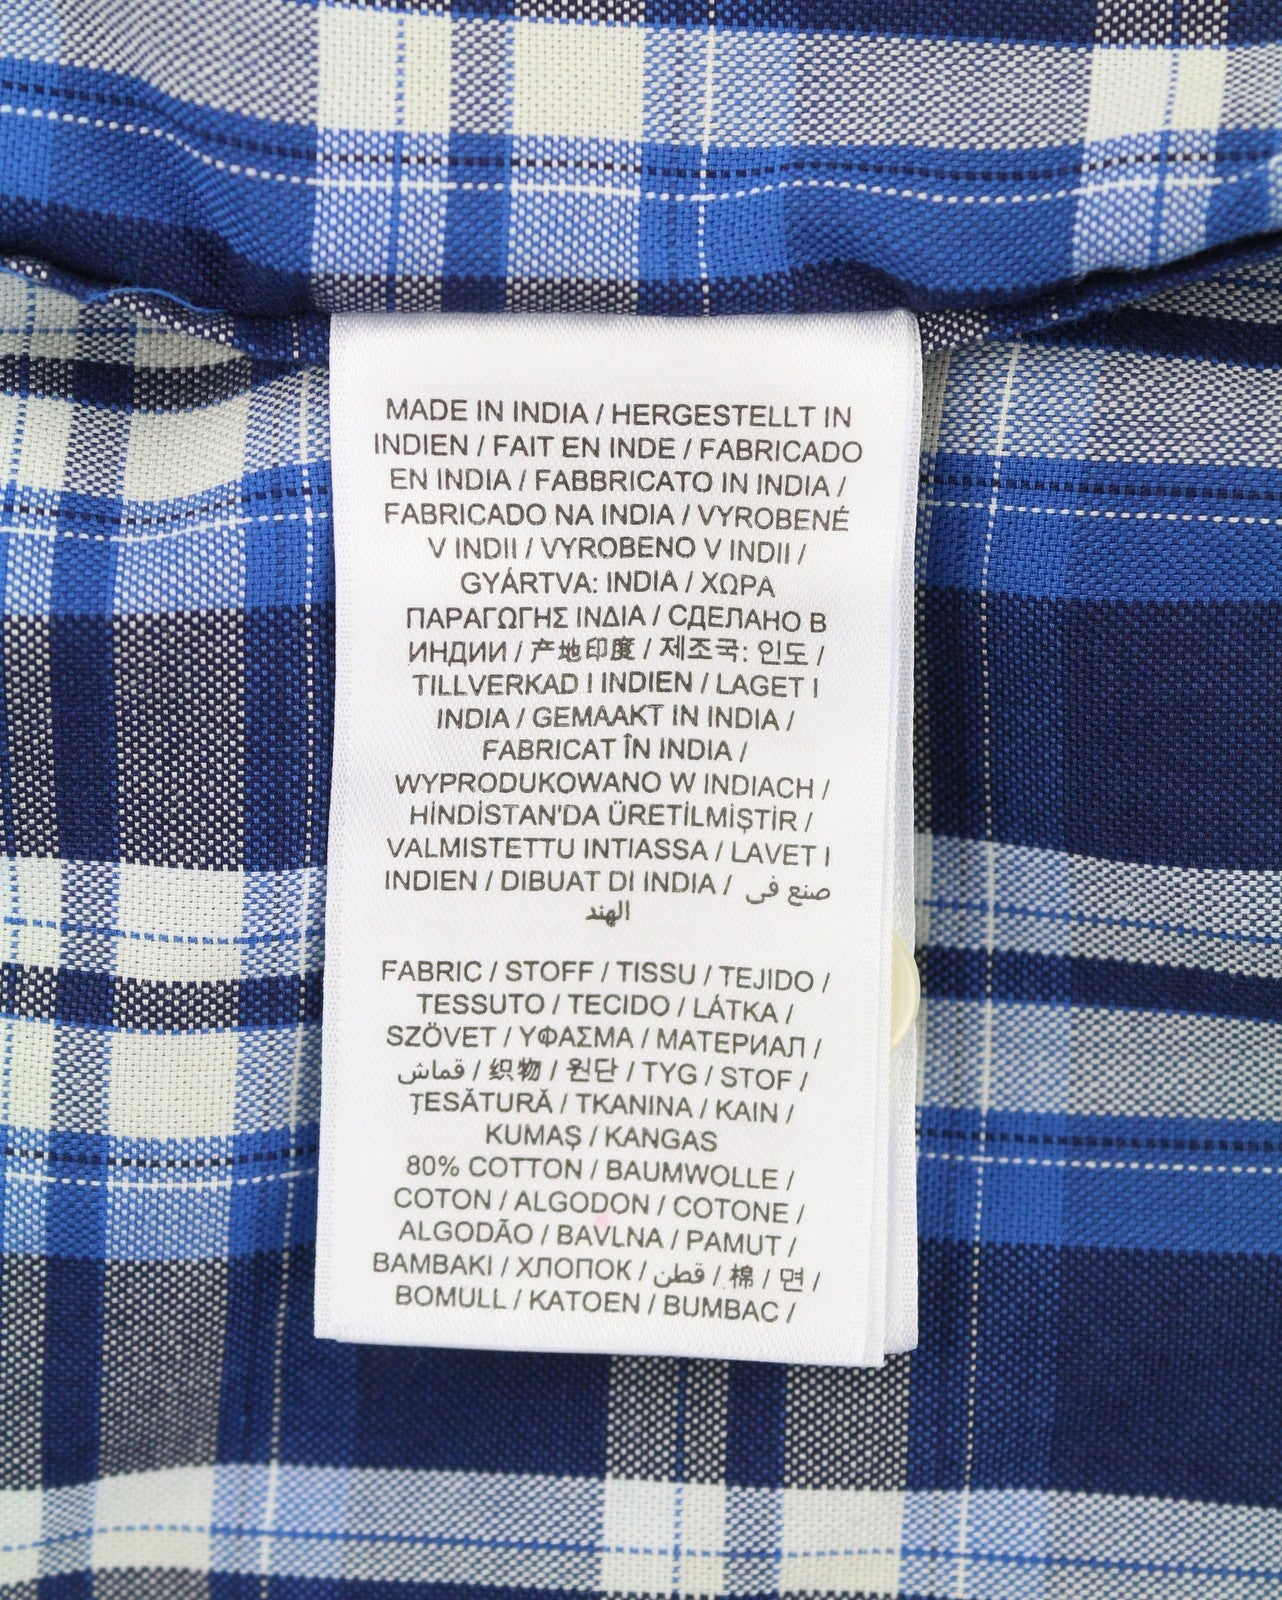 MADE IN INDIA / HERGESTELLT IN
INDIEN / FAIT EN INDE / FABRICADO
EN INDIA / FABBRICATO IN INDIA /
FABRICADO NA INDIA / VYROBENÉ
V INDII / VYROBENO V INDII /
GYÁRTVA: INDIA / ΧΩΡΑ
ΠΑΡΑΓΩΓΗΣ ΙΝΔΙΑ / СДЕЛАНО В
ИНДИИ / 产地印度 / 제조국: 인도 /
TILLVERKAD I INDIEN / LAGET I
INDIA / GEMAAKT IN INDIA /
FABRICAT ÎN INDIA /
WYPRODUKOWANO W INDIACH /
HİNDİSTAN'DA ÜRETİLMİŞTİR /
VALMISTETTU INTIASSA / LAVET I
INDIEN / DIBUAT DI INDIA / صنع في
الهند
FABRIC / STOFF / TISSU / TEJIDO /
TESSUTO / TECIDO / LÁTKA /
SZÖVET / ΥΦΑΣΜΑ / МАТЕРИАЛ /
قماش / 织物 / 원단 / TYG / STOF /
ȚESĂTURĂ / TKANINA / KAIN /
KUMAŞ / KANGAS
80% COTTON / BAUMWOLLE /
COTON / ALGODON / COTONE /
ALGODÃO / BAVLNA / PAMUT /
ΒΑΜΒΑΚΙ / ХЛОПОК / قطن / 棉 / 면 /
BOMULL / KATOEN / BUMBAC /